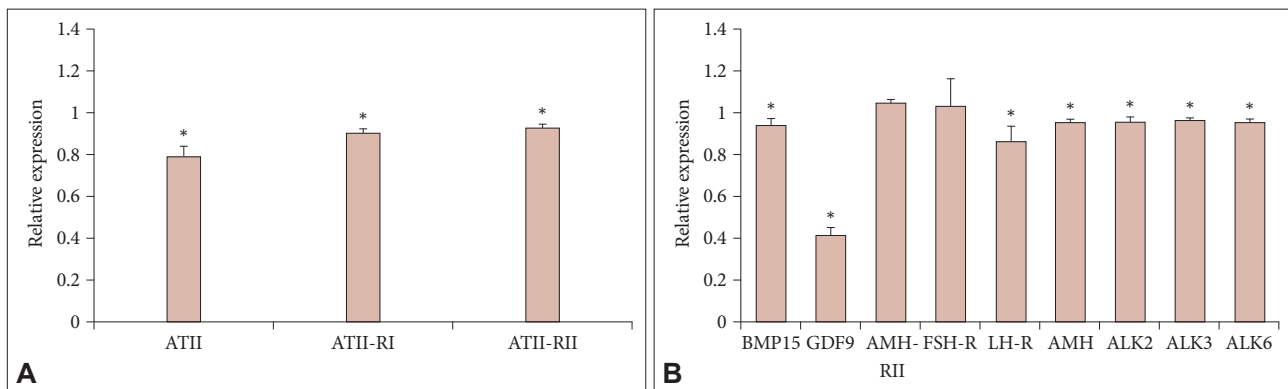 1.4
1.2
1
0.8
0.6
0.4
0.2
0
Relative expression
*
*
*
ATII
ATII-RI
ATII-RII
A
1.4
1.2
1
0.8
0.6
0.4
0.2
0
Relative expression
*
*
*
*
*
*
*
BMP15 GDF9 AMH- FSH-R LH-R AMH ALK2 ALK3 ALK6
RII
B